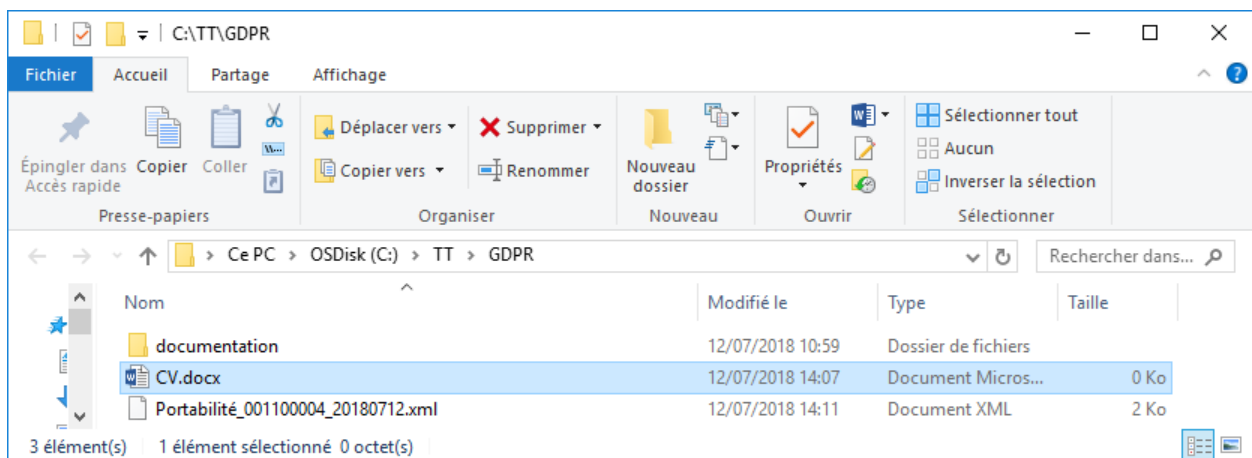 C:\TT\GDPR
Fichier Accueil Partage Affichage
Épingler dans Accès rapide Copier Coller
Déplacer vers Supprimer
Copier vers Renommer
Nouveau dossier
Propriétés
Sélectionner tout
Aucun
Inverser la sélection
Presse-papiers Organiser Nouveau Ouvrir Sélectionner
Ce PC > OSDisk (C:) > TT > GDPR Rechercher dans...
Nom Modifié le Type Taille
documentation 12/07/2018 10:59 Dossier de fichiers
CV.docx 12/07/2018 14:07 Document Micros... 0 Ko
Portabilité_001100004_20180712.xml 12/07/2018 14:11 Document XML 2 Ko
3 élément(s) 1 élément sélectionné 0 octet(s)